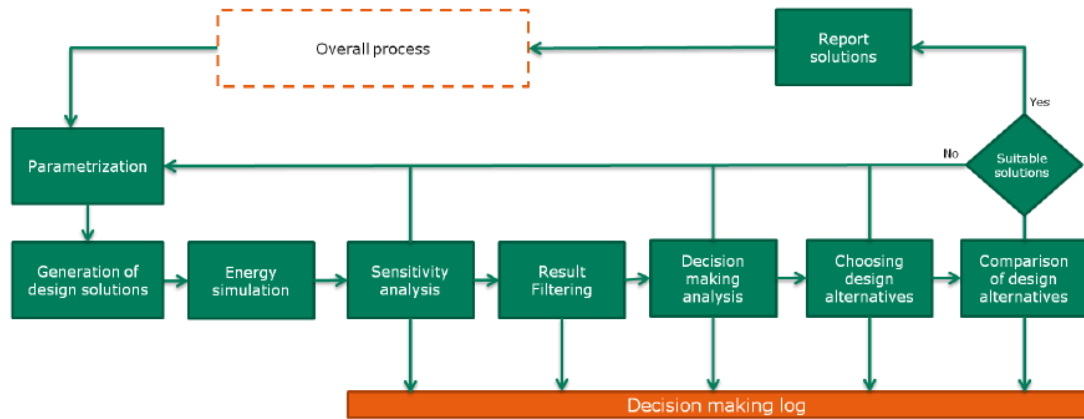 Overall process
Report
solutions
Yes
Parametrization
No
Suitable
solutions
Generation of
design solutions
Energy
simulation
Sensitivity
analysis
Result
Filtering
Decision
making
analysis
Choosing
design
alternatives
Comparison
of design
alternatives
Decision making log